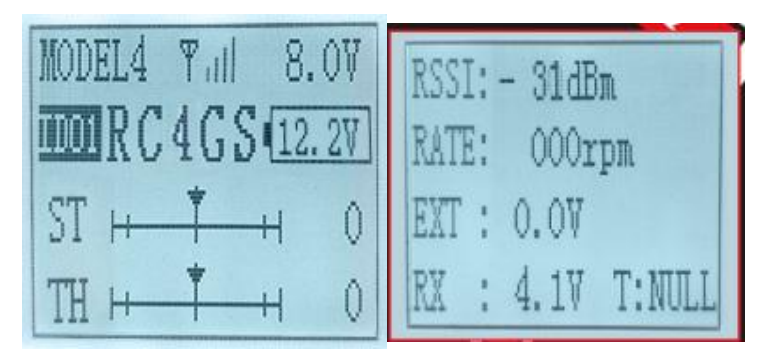 MODEL4 8.0V
RC4GS 12.2V
ST 0
TH 0
RSSI: - 31dBm
RATE: 000rpm
EXT : 0.0V
RX : 4.1V T:NULL